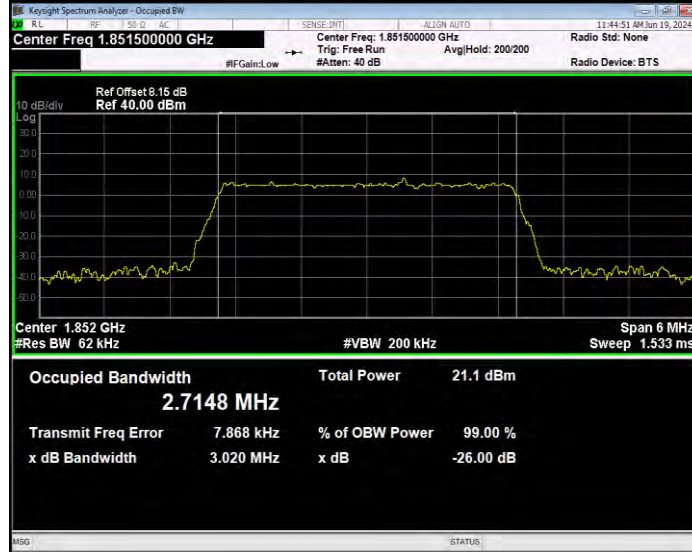 Keysight Spectrum Analyzer - Occupied BW
RL RF 50 Ω AC SENSE:INT ALIGN AUTO 11:44:51 AM Jun 19, 2024
Center Freq 1.851500000 GHz
Center Freq: 1.851500000 GHz
Radio Std: None
Trig: Free Run Avg|Hold: 200/200
#IFGain:Low #Atten: 40 dB Radio Device: BTS
Ref Offset 8.15 dB
10 dB/div Ref 40.00 dBm
Log
30.0
20.0
10.0
0.00
-10.0
-20.0
-30.0
-40.0
-50.0
Center 1.852 GHz Span 6 MHz
#Res BW 62 kHz #VBW 200 kHz Sweep 1.533 ms
Occupied Bandwidth Total Power 21.1 dBm
2.7148 MHz
Transmit Freq Error 7.868 kHz % of OBW Power 99.00 %
x dB Bandwidth 3.020 MHz x dB -26.00 dB
MSG STATUS